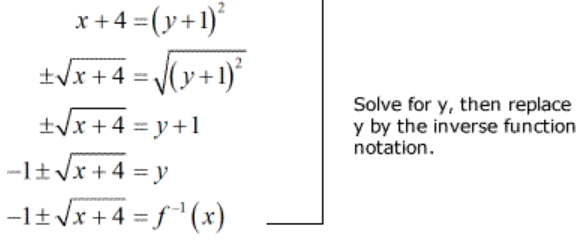 x + 4 = (y + 1)²
±√(x + 4) = √((y + 1)²)
±√(x + 4) = y + 1
−1 ± √(x + 4) = y
−1 ± √(x + 4) = f⁻¹(x)
Solve for y, then replace
y by the inverse function
notation.